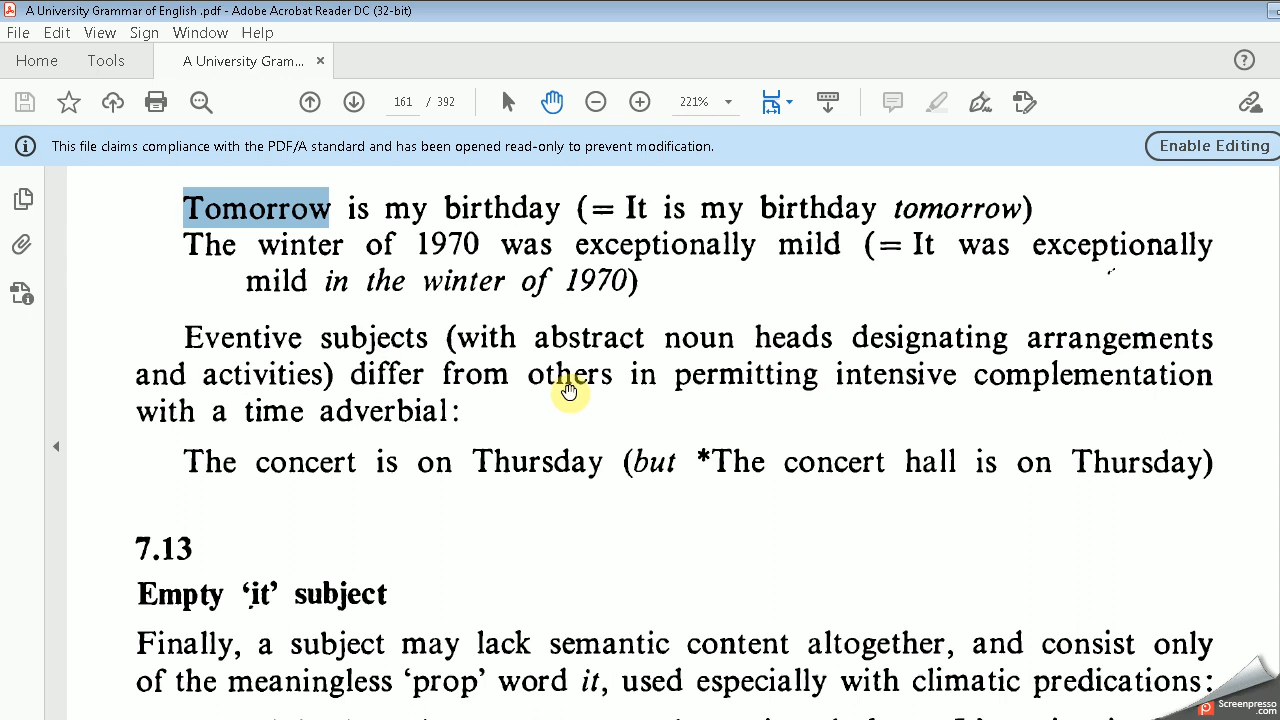 A University Grammar of English .pdf - Adobe Acrobat Reader DC (32-bit)
File Edit View Sign Window Help
Home Tools A University Gram... ×
161 / 392 221%
This file claims compliance with the PDF/A standard and has been opened read-only to prevent modification. Enable Editing
Tomorrow is my birthday (= It is my birthday tomorrow)
The winter of 1970 was exceptionally mild (= It was exceptionally
mild in the winter of 1970)
Eventive subjects (with abstract noun heads designating arrangements
and activities) differ from others in permitting intensive complementation
with a time adverbial:
The concert is on Thursday (but *The concert hall is on Thursday)
7.13
Empty ‘it’ subject
Finally, a subject may lack semantic content altogether, and consist only
of the meaningless ‘prop’ word it, used especially with climatic predications:
Screenpresso
.com